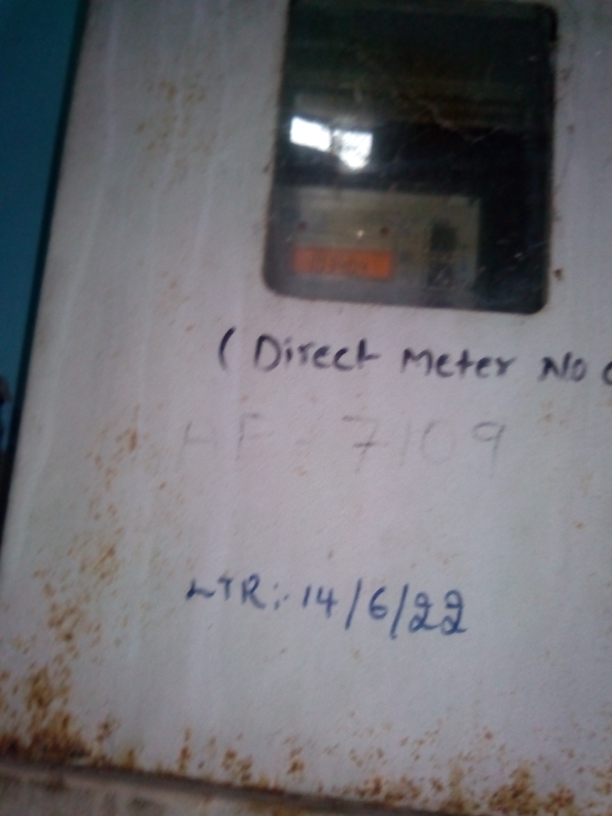 (Direct Meter No
HF-7109
LTR:- 14/6/22